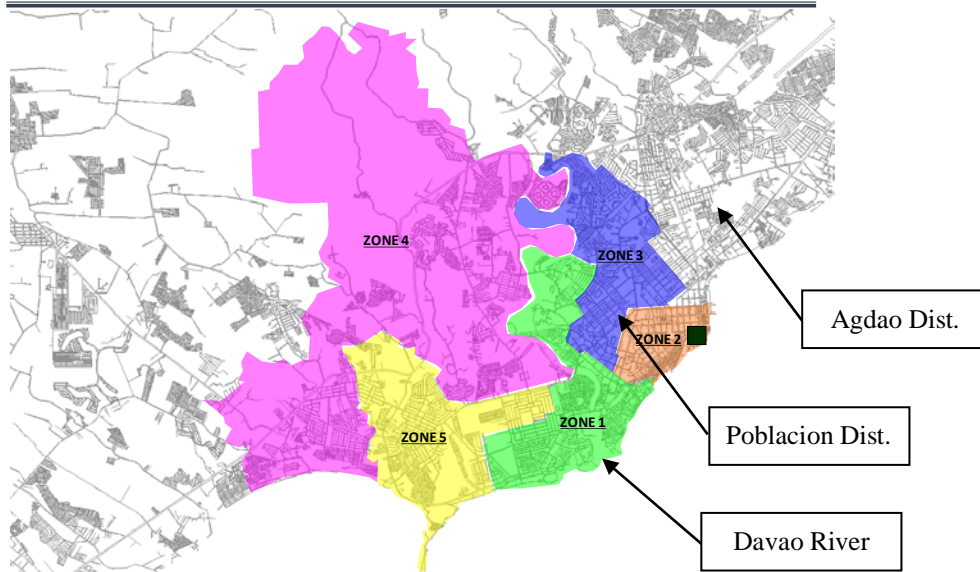 ZONE 4
ZONE 3
Agdao Dist.
ZONE 2
Poblacion Dist.
ZONE 1
ZONE 5
Davao River